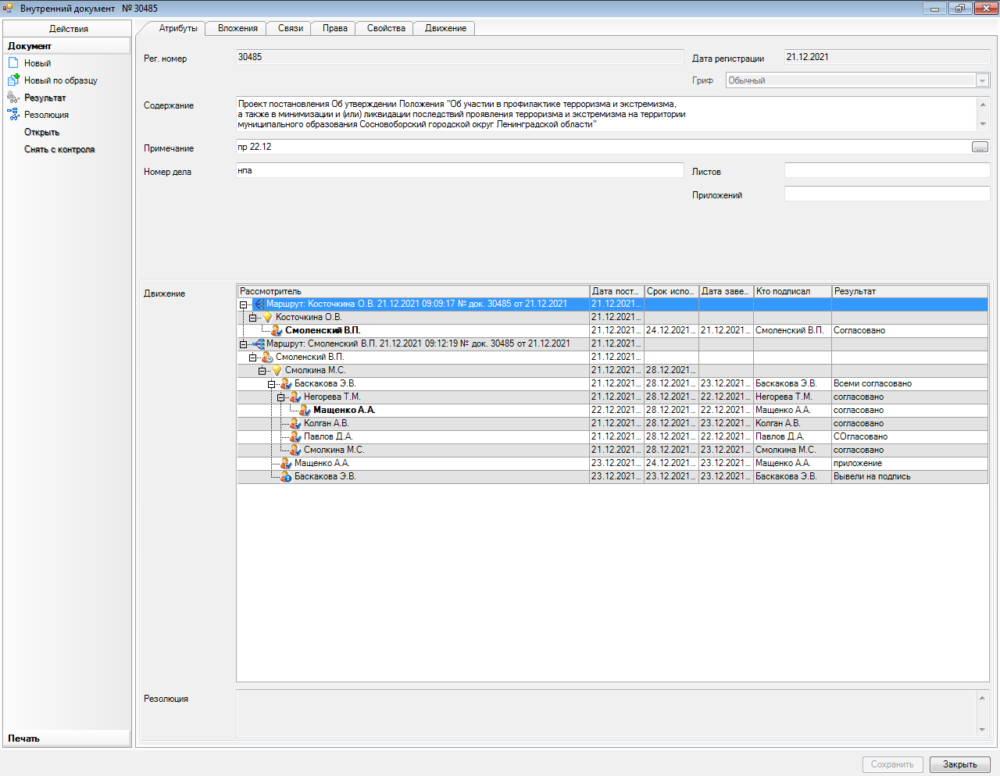 Внутренний документ № 30485
Действия
Документ
Новый
Новый по образцу
Результат
Резолюция
Открыть
Снять с контроля
Печать
Атрибуты Вложения Связи Права Свойства Движение
Рег. номер 30485 Дата регистрации 21.12.2021
Гриф Обычный
Содержание Проект постановления Об утверждении Положения "Об участии в профилактике терроризма и экстремизма,
а также в минимизации и (или) ликвидации последствий проявления терроризма и экстремизма на территории
муниципального образования Сосновоборский городской округ Ленинградской области"
Примечание пр 22.12 ...
Номер дела нпа Листов
Приложений
Движение
Рассмотритель Дата пост... Срок испо... Дата заве... Кто подписал Результат
Маршрут: Косточкина О.В. 21.12.2021 09:09:17 № док. 30485 от 21.12.2021 21.12.2021...
Косточкина О.В. 21.12.2021...
Смоленский В.П. 21.12.2021... 24.12.2021... 21.12.2021... Смоленский В.П. Согласовано
Маршрут: Смоленский В.П. 21.12.2021 09:12:19 № док. 30485 от 21.12.2021 21.12.2021...
Смоленский В.П. 21.12.2021...
Смолкина М.С. 21.12.2021... 28.12.2021...
Баскакова Э.В. 21.12.2021... 28.12.2021... 23.12.2021... Баскакова Э.В. Всеми согласовано
Негорева Т.М. 21.12.2021... 28.12.2021... 22.12.2021... Негорева Т.М. согласовано
Мащенко А.А. 22.12.2021... 28.12.2021... 22.12.2021... Мащенко А.А. согласовано
Колган А.В. 21.12.2021... 28.12.2021... 23.12.2021... Колган А.В. согласовано
Павлов Д.А. 21.12.2021... 28.12.2021... 22.12.2021... Павлов Д.А. СОгласовано
Смолкина М.С. 21.12.2021... 28.12.2021... 23.12.2021... Смолкина М.С. согласовано
Мащенко А.А. 23.12.2021... 24.12.2021... 23.12.2021... Мащенко А.А. приложение
Баскакова Э.В. 23.12.2021... 23.12.2021... 23.12.2021... Баскакова Э.В. Вывели на подпись
Резолюция
Сохранить Закрыть